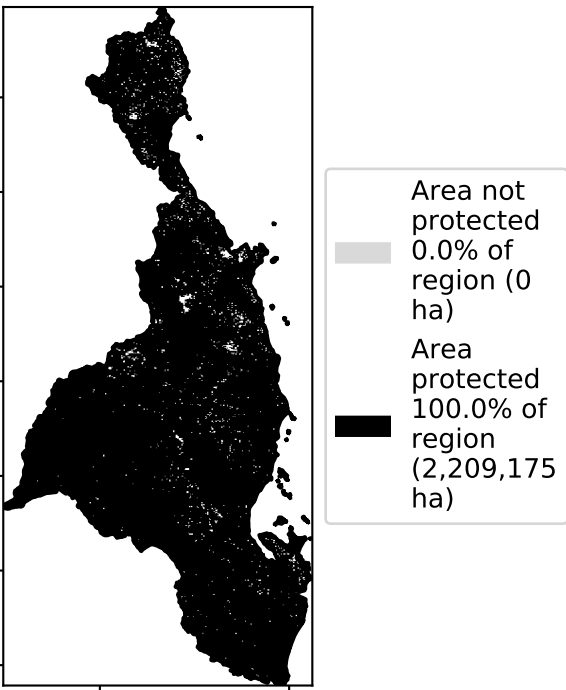 Area not
protected
0.0% of
region (0
ha)
Area
protected
100.0% of
region
(2,209,175
ha)